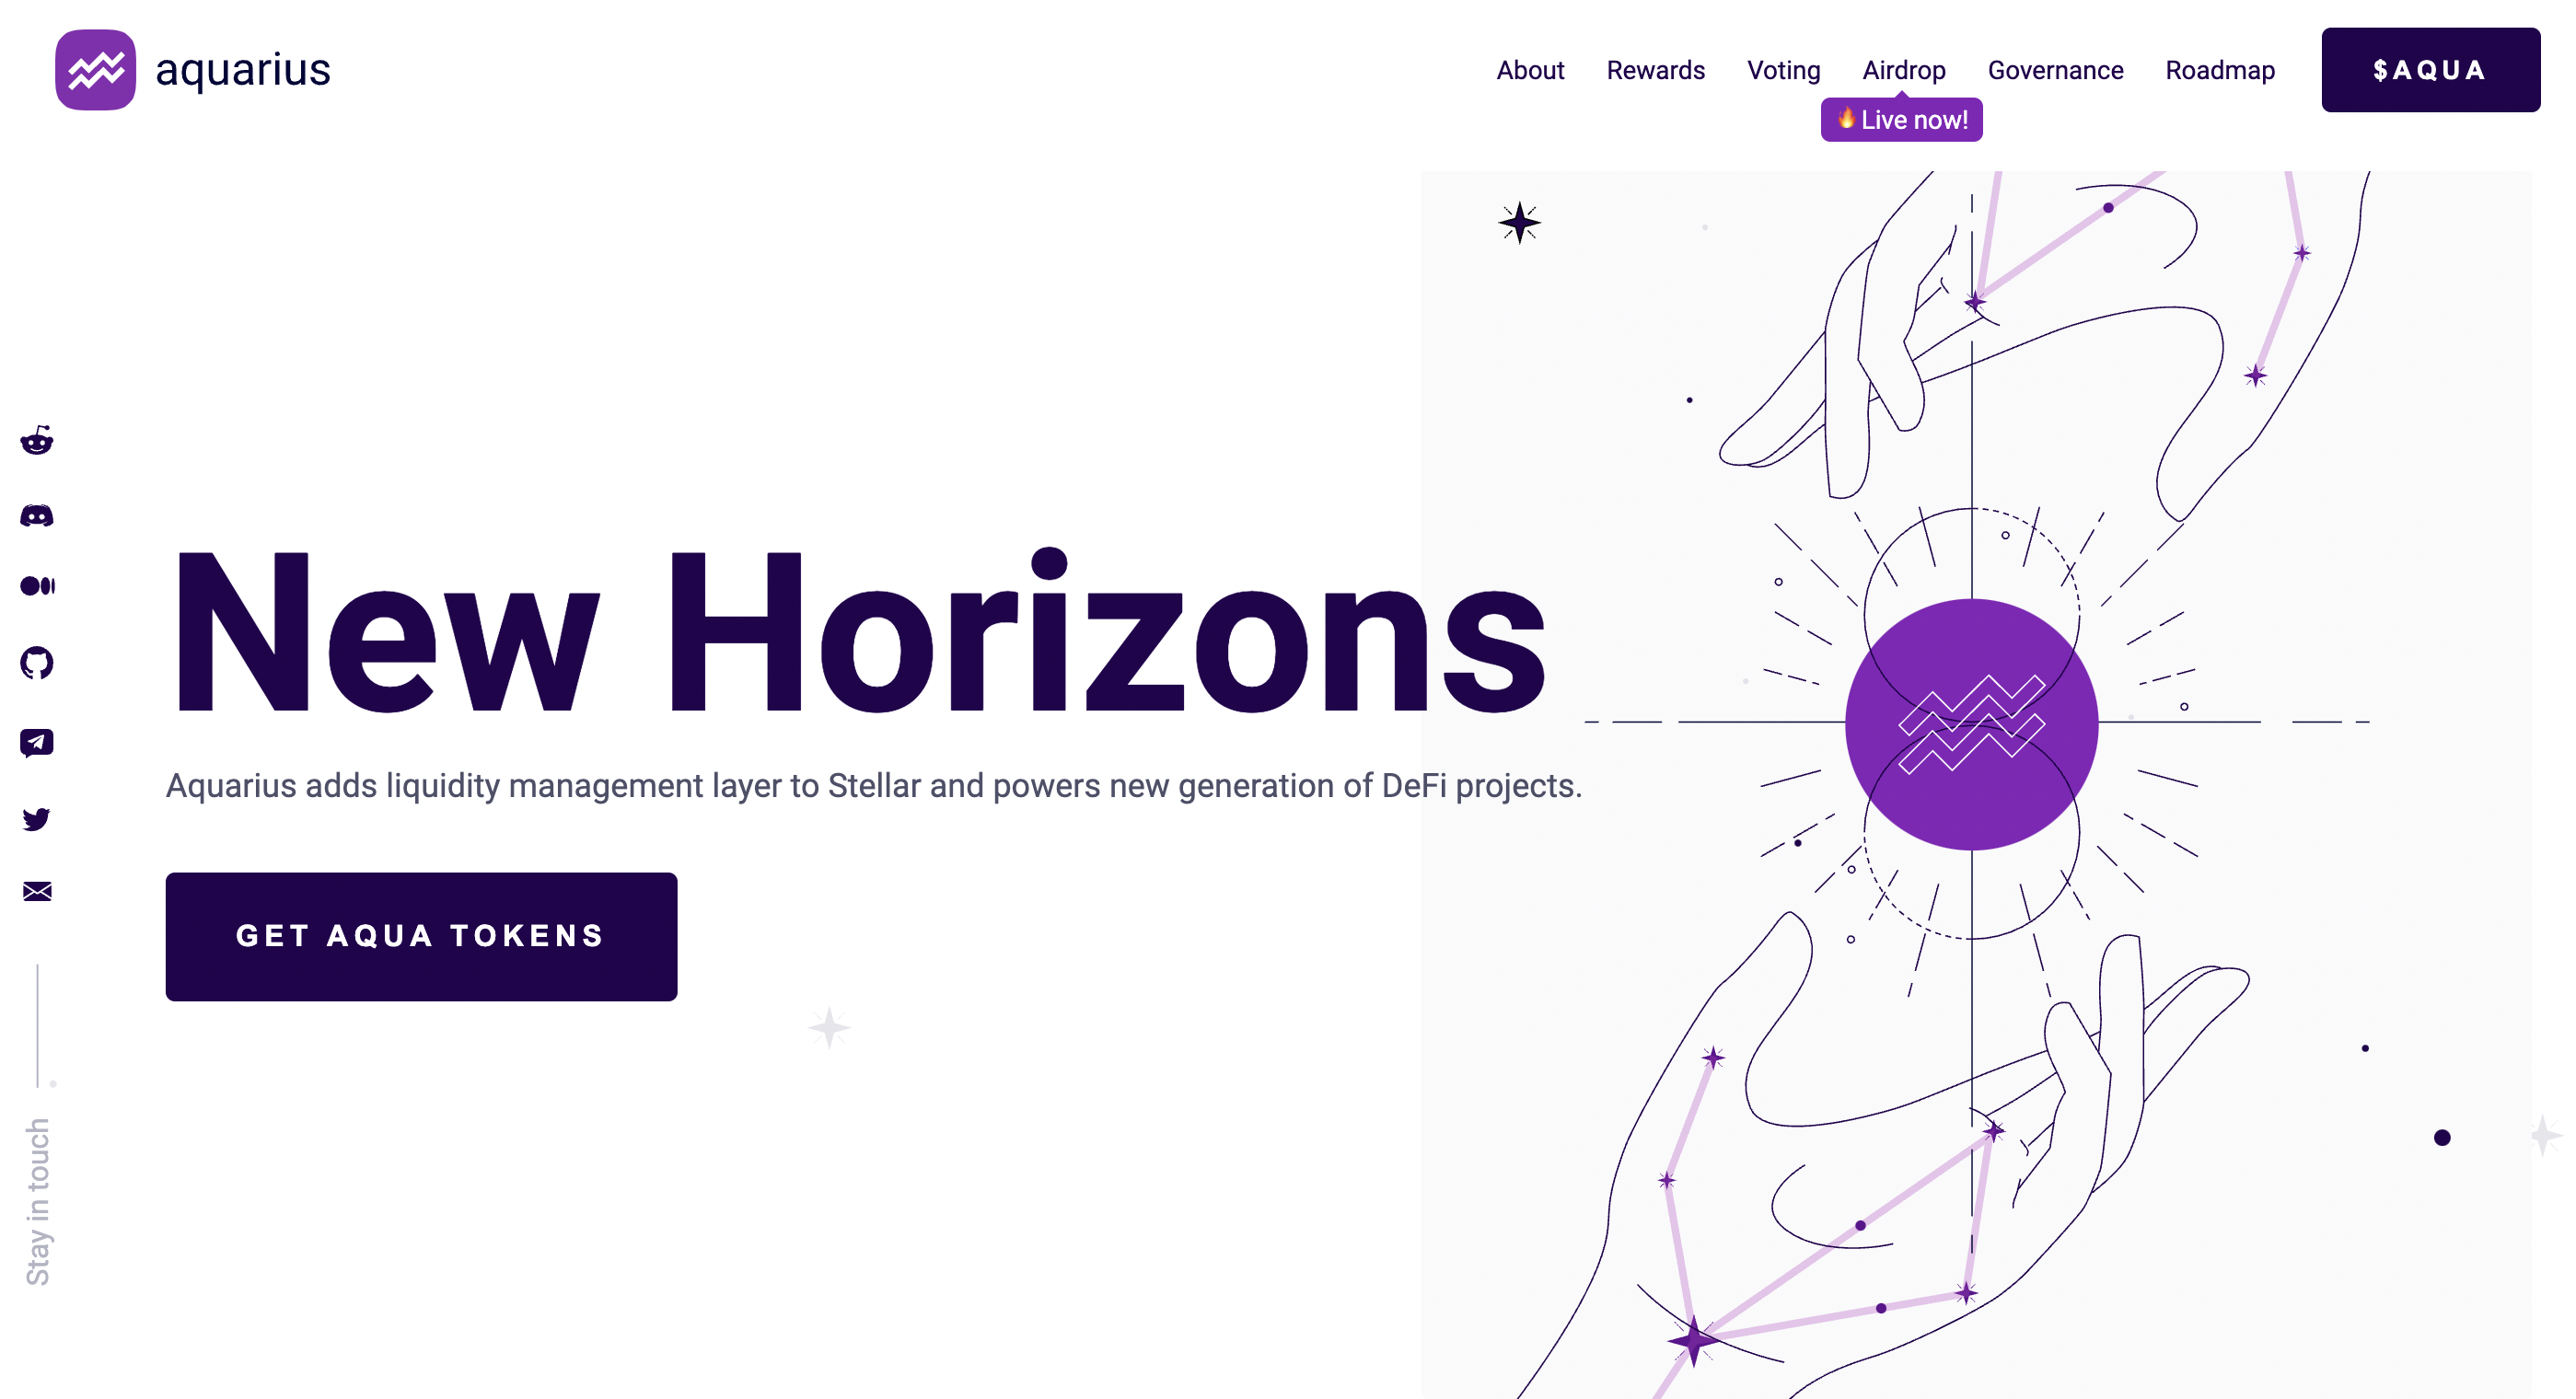 aquarius
About Rewards Voting Airdrop Governance Roadmap $AQUA
🔥Live now!
New Horizons
Aquarius adds liquidity management layer to Stellar and powers new generation of DeFi projects.
GET AQUA TOKENS
Stay in touch